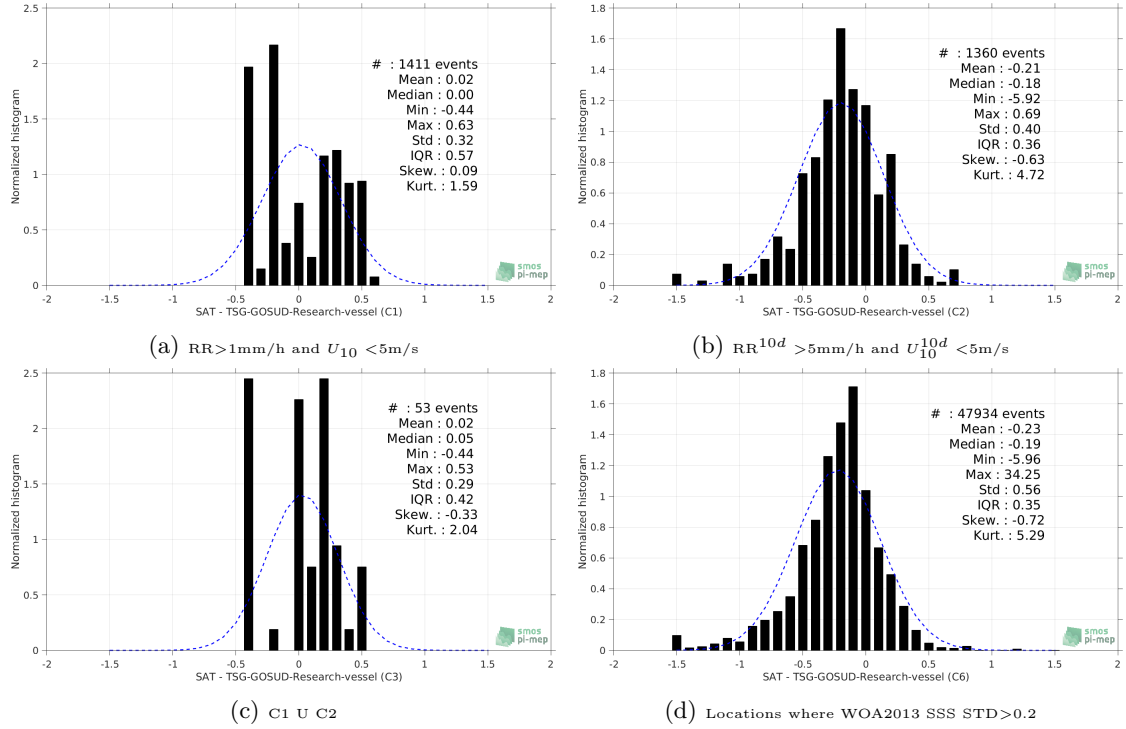 2.5
2
1.5
1
0.5
0
-2
-1.5
-1
-0.5
0
0.5
1
1.5
2
Normalized histogram
# : 1411 events
Mean : 0.02
Median : 0.00
Min : -0.44
Max : 0.63
Std : 0.32
IQR : 0.57
Skew. : 0.09
Kurt. : 1.59
smos
pi-mep
SAT - TSG-GOSUD-Research-vessel (C1)
(a) RR>1mm/h and U10 <5m/s
1.8
1.6
1.4
1.2
1
0.8
0.6
0.4
0.2
0
-2
-1.5
-1
-0.5
0
0.5
1
1.5
2
Normalized histogram
# : 1360 events
Mean : -0.21
Median : -0.18
Min : -5.92
Max : 0.69
Std : 0.40
IQR : 0.36
Skew. : -0.63
Kurt. : 4.72
smos
pi-mep
SAT - TSG-GOSUD-Research-vessel (C2)
(b) RR^10d >5mm/h and U10^10d <5m/s
2.5
2
1.5
1
0.5
0
-2
-1.5
-1
-0.5
0
0.5
1
1.5
2
Normalized histogram
# : 53 events
Mean : 0.02
Median : 0.05
Min : -0.44
Max : 0.53
Std : 0.29
IQR : 0.42
Skew. : -0.33
Kurt. : 2.04
smos
pi-mep
SAT - TSG-GOSUD-Research-vessel (C3)
(c) C1 U C2
1.8
1.6
1.4
1.2
1
0.8
0.6
0.4
0.2
0
-2
-1.5
-1
-0.5
0
0.5
1
1.5
2
Normalized histogram
# : 47934 events
Mean : -0.23
Median : -0.19
Min : -5.96
Max : 34.25
Std : 0.56
IQR : 0.35
Skew. : -0.72
Kurt. : 5.29
smos
pi-mep
SAT - TSG-GOSUD-Research-vessel (C6)
(d) Locations where WOA2013 SSS STD>0.2